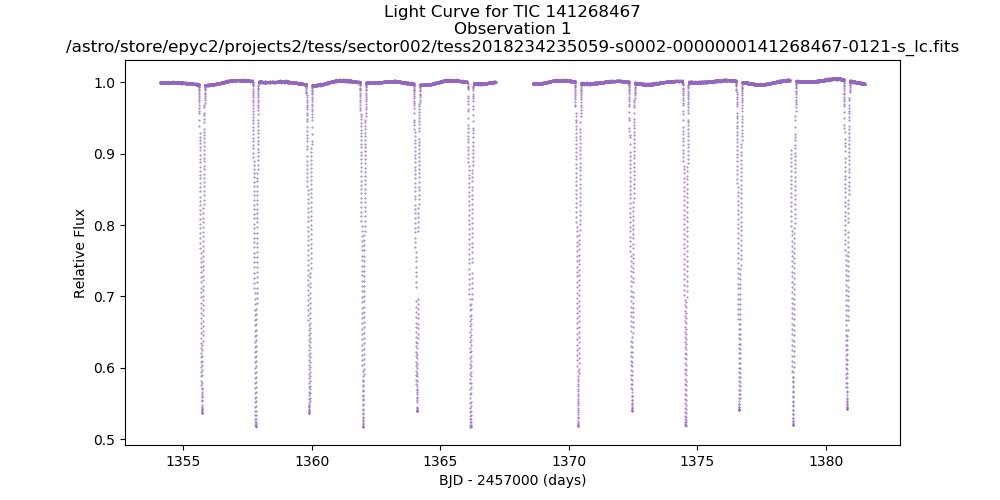 Light Curve for TIC 141268467
Observation 1
/astro/store/epyc2/projects2/tess/sector002/tess2018234235059-s0002-0000000141268467-0121-s_lc.fits
1.0
0.9
0.8
0.7
0.6
0.5
Relative Flux
1355 1360 1365 1370 1375 1380
BJD - 2457000 (days)